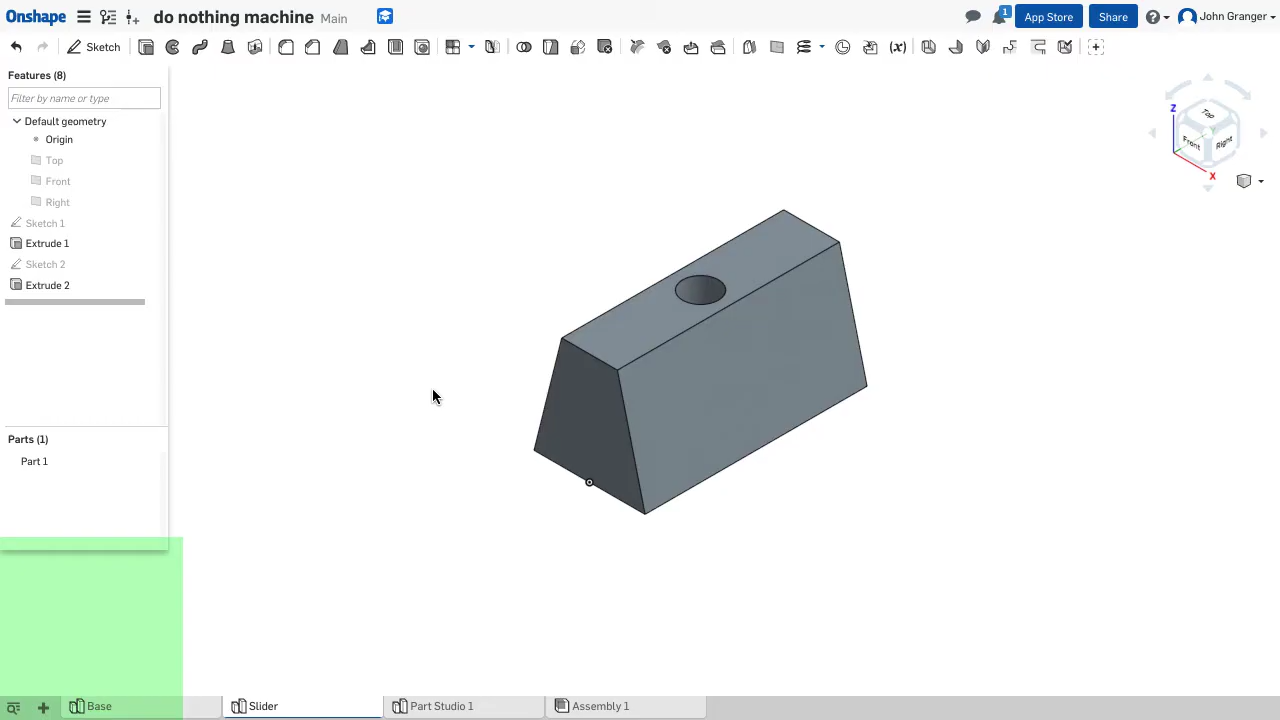 Onshape do nothing machine Main 1 App Store Share John Granger
Sketch (x)
Features (8)
Filter by name or type
Default geometry
Origin
Top
Front
Right
Sketch 1
Extrude 1
Sketch 2
Extrude 2
Parts (1)
Part 1
Z
Top
Front
Right
X
Base Slider Part Studio 1 Assembly 1